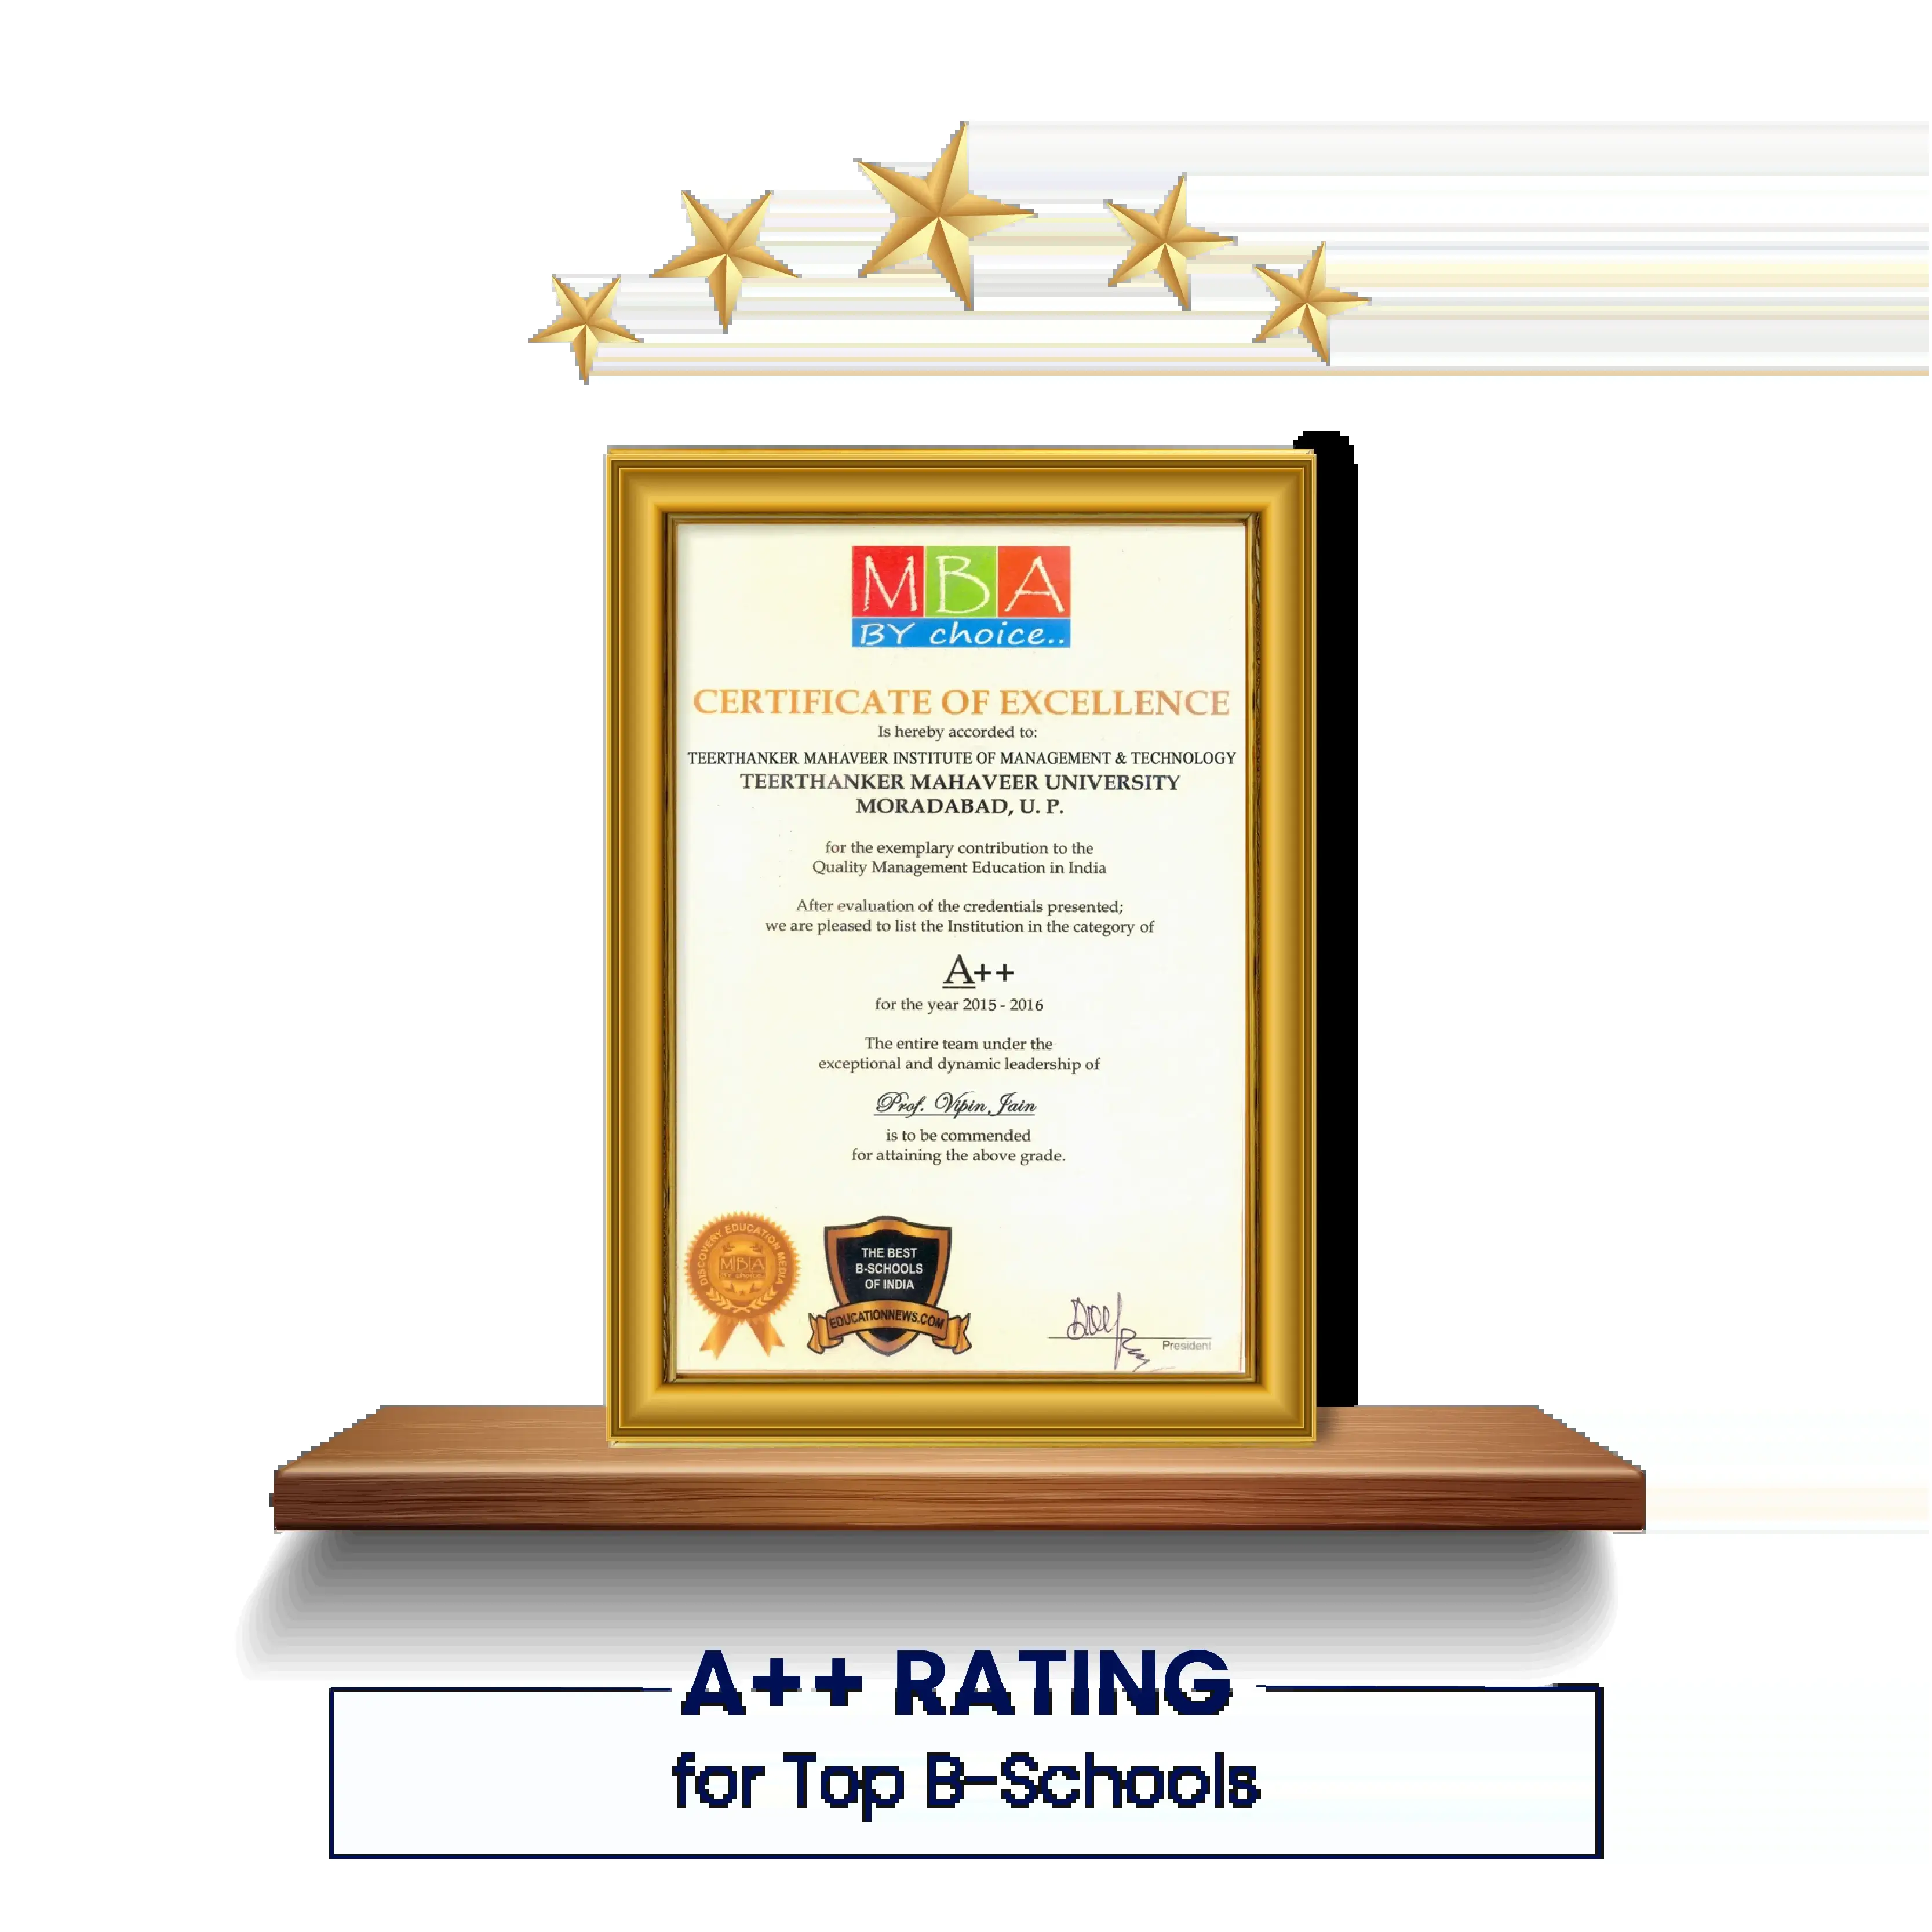 MBA
BY choice..
CERTIFICATE OF EXCELLENCE
Is hereby accorded to:
TEERTHANKER MAHAVEER INSTITUTE OF MANAGEMENT & TECHNOLOGY
TEERTHANKER MAHAVEER UNIVERSITY
MORADABAD, U. P.
for the exemplary contribution to the
Quality Management Education in India
After evaluation of the credentials presented;
we are pleased to list the Institution in the category of
A++
for the year 2015 - 2016
The entire team under the
exceptional and dynamic leadership of
Prof. Vipin Jain
is to be commended
for attaining the above grade.
DISCOVERY EDUCATION MEDIA
MBA
BY choice..
THE BEST
B-SCHOOLS
OF INDIA
EDUCATIONNEWS.COM
President
A++ RATING
for Top B-Schools